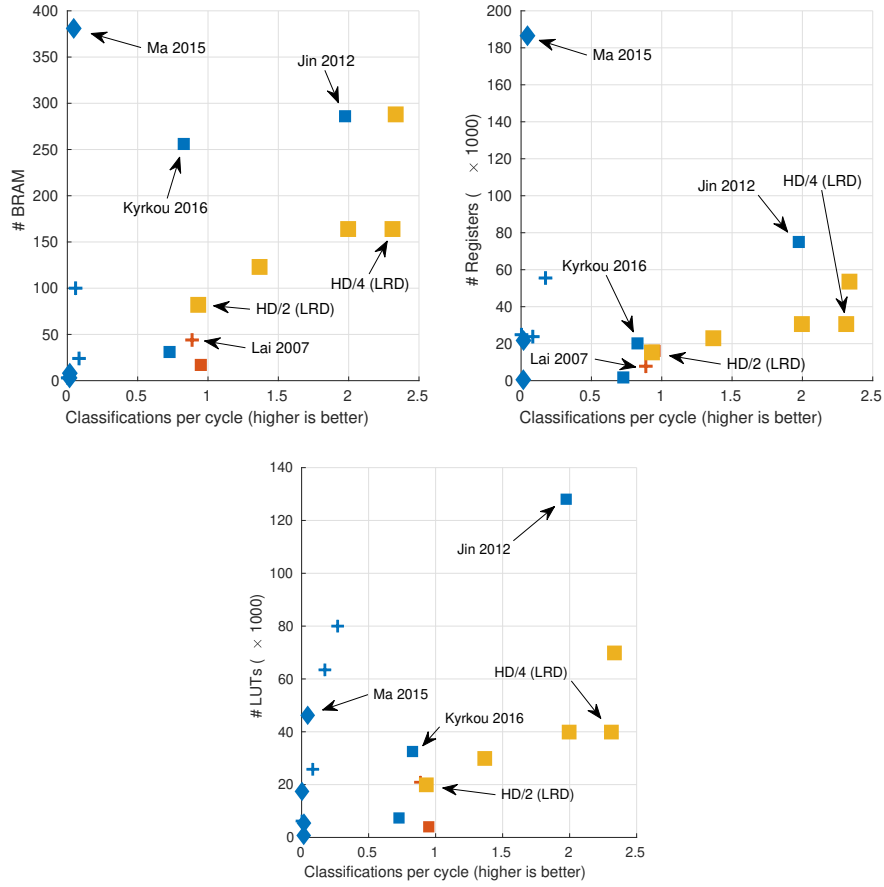 400
350
300
250
200
150
100
50
0
# BRAM
0
0.5
1
1.5
2
2.5
Classifications per cycle (higher is better)
Ma 2015
Jin 2012
Kyrkou 2016
HD/4 (LRD)
HD/2 (LRD)
Lai 2007
200
180
160
140
120
100
80
60
40
20
0
# Registers ( × 1000)
0
0.5
1
1.5
2
2.5
Classifications per cycle (higher is better)
Ma 2015
HD/4 (LRD)
Jin 2012
Kyrkou 2016
Lai 2007
HD/2 (LRD)
140
120
100
80
60
40
20
0
# LUTs ( × 1000)
0
0.5
1
1.5
2
2.5
Classifications per cycle (higher is better)
Jin 2012
HD/4 (LRD)
Ma 2015
Kyrkou 2016
HD/2 (LRD)